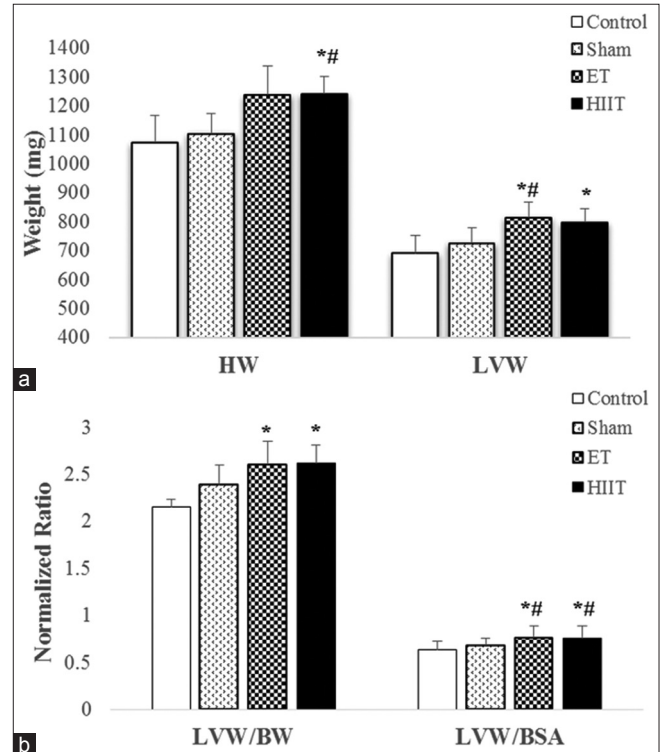 Control
Sham
ET
HIIT
Weight (mg)
1400
1300
1200
1100
1000
900
800
700
600
500
400
*#
*#
*
HW LVW
a
Control
Sham
ET
HIIT
Normalized Ratio
3
2.5
2
1.5
1
0.5
0
* *
*# *#
LVW/BW LVW/BSA
b